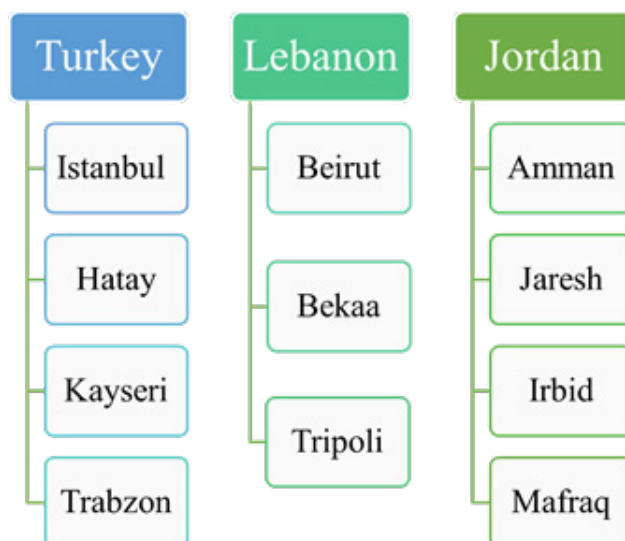 Turkey
Istanbul
Hatay
Kayseri
Trabzon
Lebanon
Beirut
Bekaa
Tripoli
Jordan
Amman
Jaresh
Irbid
Mafraq